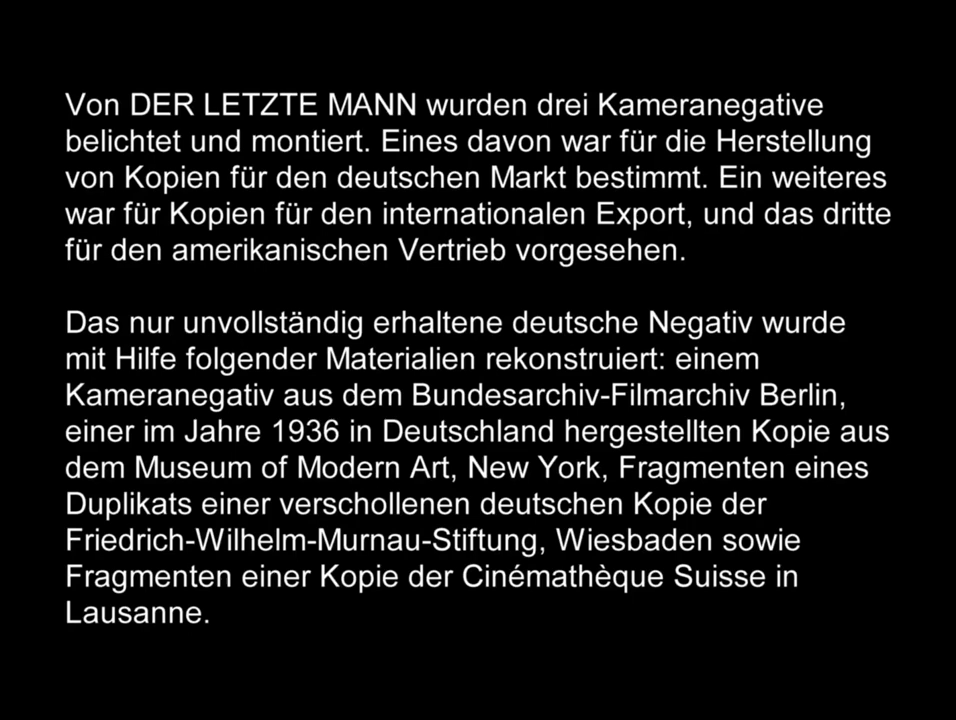 Von DER LETZTE MANN wurden drei Kameranegative
belichtet und montiert. Eines davon war für die Herstellung
von Kopien für den deutschen Markt bestimmt. Ein weiteres
war für Kopien für den internationalen Export, und das dritte
für den amerikanischen Vertrieb vorgesehen.
Das nur unvollständig erhaltene deutsche Negativ wurde
mit Hilfe folgender Materialien rekonstruiert: einem
Kameranegativ aus dem Bundesarchiv-Filmarchiv Berlin,
einer im Jahre 1936 in Deutschland hergestellten Kopie aus
dem Museum of Modern Art, New York, Fragmenten eines
Duplikats einer verschollenen deutschen Kopie der
Friedrich-Wilhelm-Murnau-Stiftung, Wiesbaden sowie
Fragmenten einer Kopie der Cinémathèque Suisse in
Lausanne.